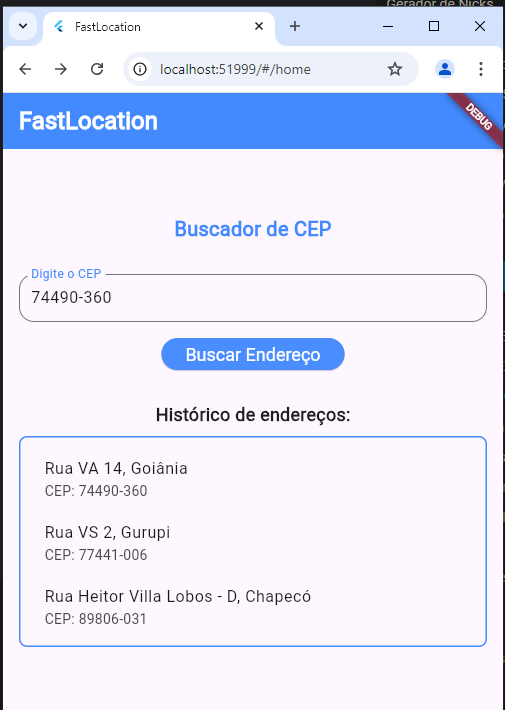 Gerador de Nicks
FastLocation
localhost:51999/#/home
FastLocation
DEBUG
Buscador de CEP
Digite o CEP
74490-360
Buscar Endereço
Histórico de endereços:
Rua VA 14, Goiânia
CEP: 74490-360
Rua VS 2, Gurupi
CEP: 77441-006
Rua Heitor Villa Lobos - D, Chapecó
CEP: 89806-031